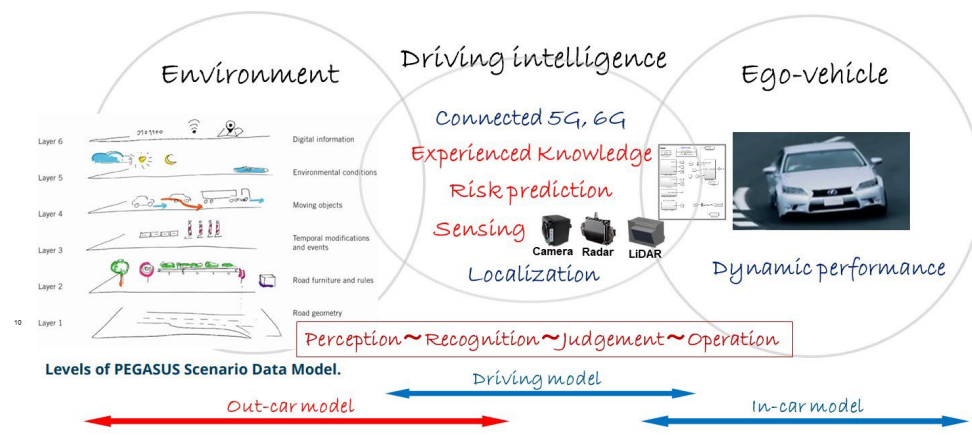 Environment
Driving intelligence
Ego-vehicle
Layer 6
Digital information
Layer 5
Environmental conditions
Layer 4
Moving objects
Layer 3
Temporal modifications
and events
Layer 2
Road furniture and rules
Layer 1
Road geometry
Connected 5G, 6G
Experienced Knowledge
Risk prediction
Sensing
Camera
Radar
LiDAR
Localization
Dynamic performance
10
Perception~Recognition~Judgement~Operation
Levels of PEGASUS Scenario Data Model.
Driving model
Out-car model
In-car model